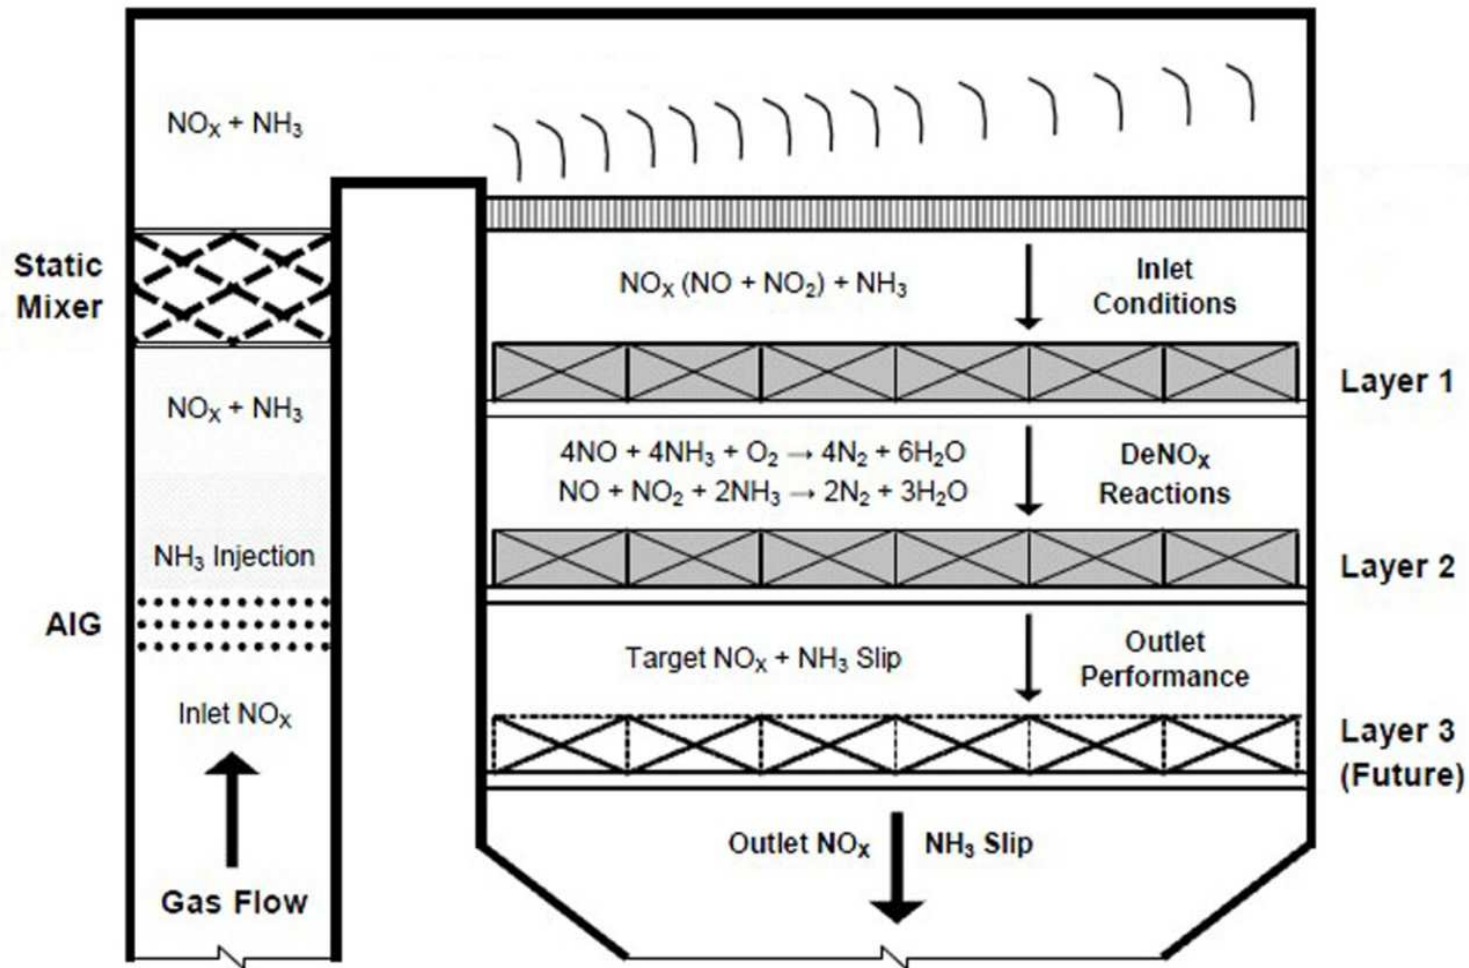 NOₓ + NH₃
Static
Mixer
NOₓ + NH₃
NH₃ Injection
AIG
Inlet NOₓ
Gas Flow
NOₓ (NO + NO₂) + NH₃
Inlet
Conditions
Layer 1
4NO + 4NH₃ + O₂ → 4N₂ + 6H₂O
NO + NO₂ + 2NH₃ → 2N₂ + 3H₂O
DeNOₓ
Reactions
Layer 2
Target NOₓ + NH₃ Slip
Outlet
Performance
Layer 3
(Future)
Outlet NOₓ NH₃ Slip